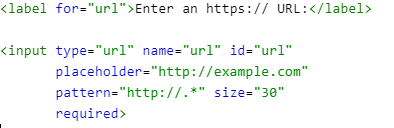 <label for="url">Enter an https:// URL:</label>
<input type="url" name="url" id="url"
placeholder="http://example.com"
pattern="http://.*" size="30"
required>